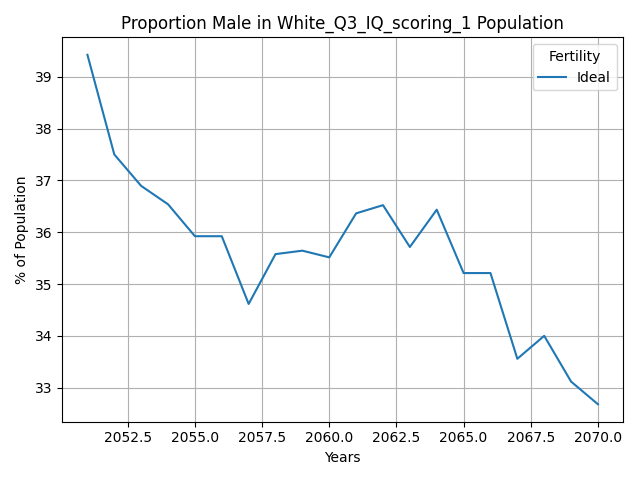 Proportion Male in White_Q3_IQ_scoring_1 Population
Fertility
Ideal
39
38
37
36
35
34
33
% of Population
2052.5 2055.0 2057.5 2060.0 2062.5 2065.0 2067.5 2070.0
Years